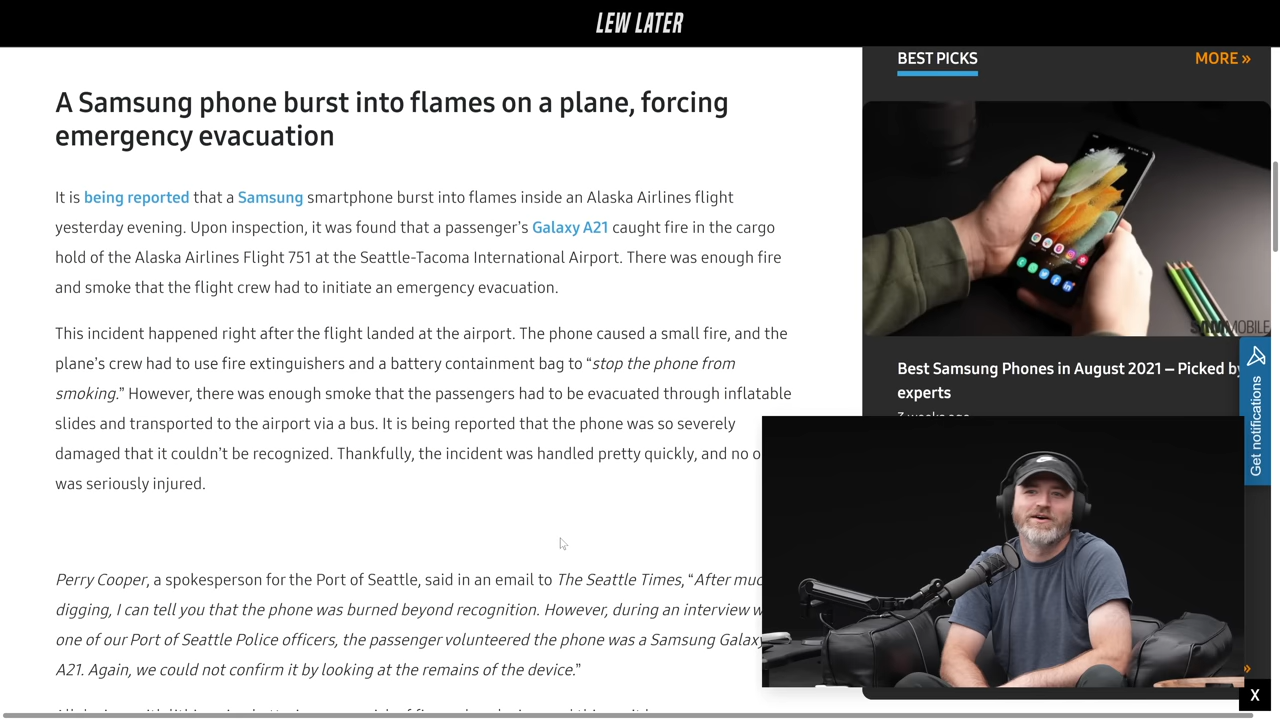 LEW LATER
A Samsung phone burst into flames on a plane, forcing
emergency evacuation
It is being reported that a Samsung smartphone burst into flames inside an Alaska Airlines flight
yesterday evening. Upon inspection, it was found that a passenger's Galaxy A21 caught fire in the cargo
hold of the Alaska Airlines Flight 751 at the Seattle-Tacoma International Airport. There was enough fire
and smoke that the flight crew had to initiate an emergency evacuation.
This incident happened right after the flight landed at the airport. The phone caused a small fire, and the
plane's crew had to use fire extinguishers and a battery containment bag to “stop the phone from
smoking.” However, there was enough smoke that the passengers had to be evacuated through inflatable
slides and transported to the airport via a bus. It is being reported that the phone was so severely
damaged that it couldn't be recognized. Thankfully, the incident was handled pretty quickly, and no
was seriously injured.
Perry Cooper, a spokesperson for the Port of Seattle, said in an email to The Seattle Times, “After
digging, I can tell you that the phone was burned beyond recognition. However, during an interview
one of our Port of Seattle Police officers, the passenger volunteered the phone was a Samsung
A21. Again, we could not confirm it by looking at the remains of the device.”
BEST PICKS
MORE »
Best Samsung Phones in August 2021 – Picked by
experts
Get notifications
X